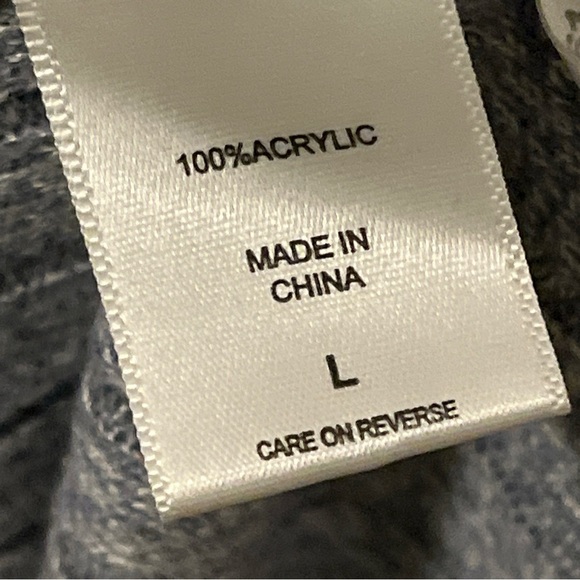 100%ACRYLIC
MADE IN
CHINA
L
CARE ON REVERSE